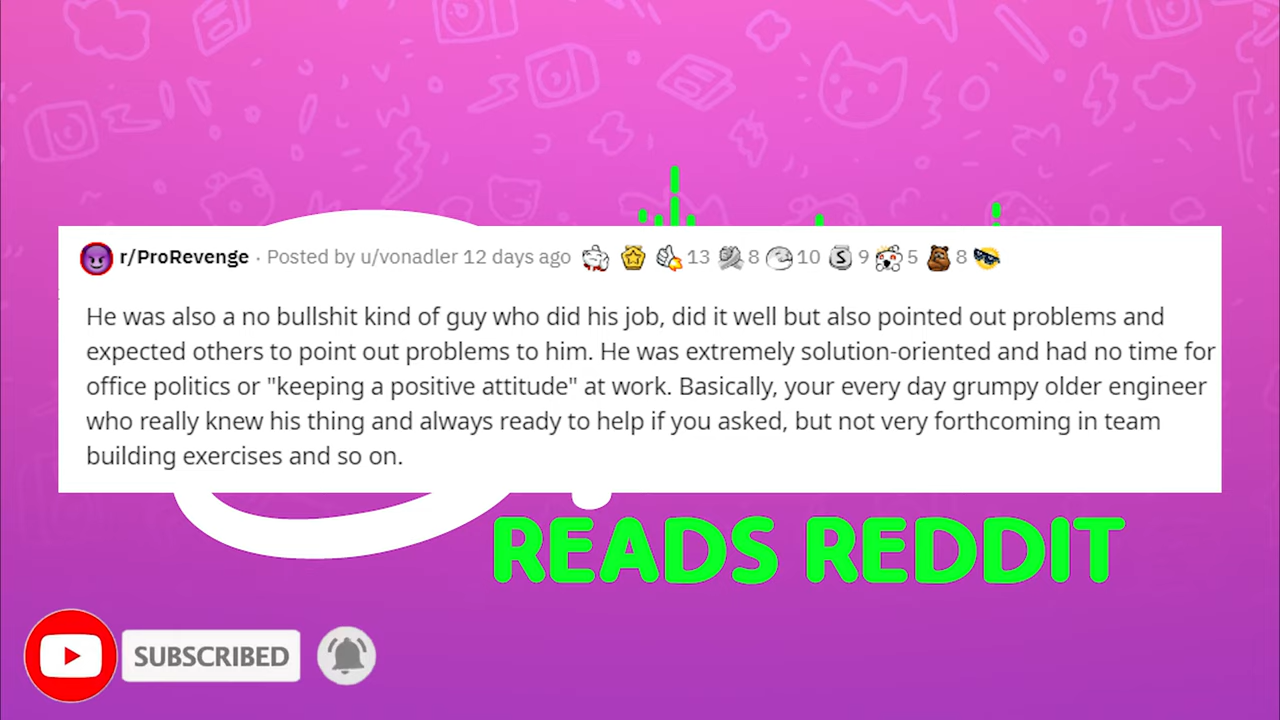 r/ProRevenge · Posted by u/vonadler 12 days ago 13 8 10 S 9 5 8
He was also a no bullshit kind of guy who did his job, did it well but also pointed out problems and
expected others to point out problems to him. He was extremely solution-oriented and had no time for
office politics or "keeping a positive attitude" at work. Basically, your every day grumpy older engineer
who really knew his thing and always ready to help if you asked, but not very forthcoming in team
building exercises and so on.
READS REDDIT
SUBSCRIBED